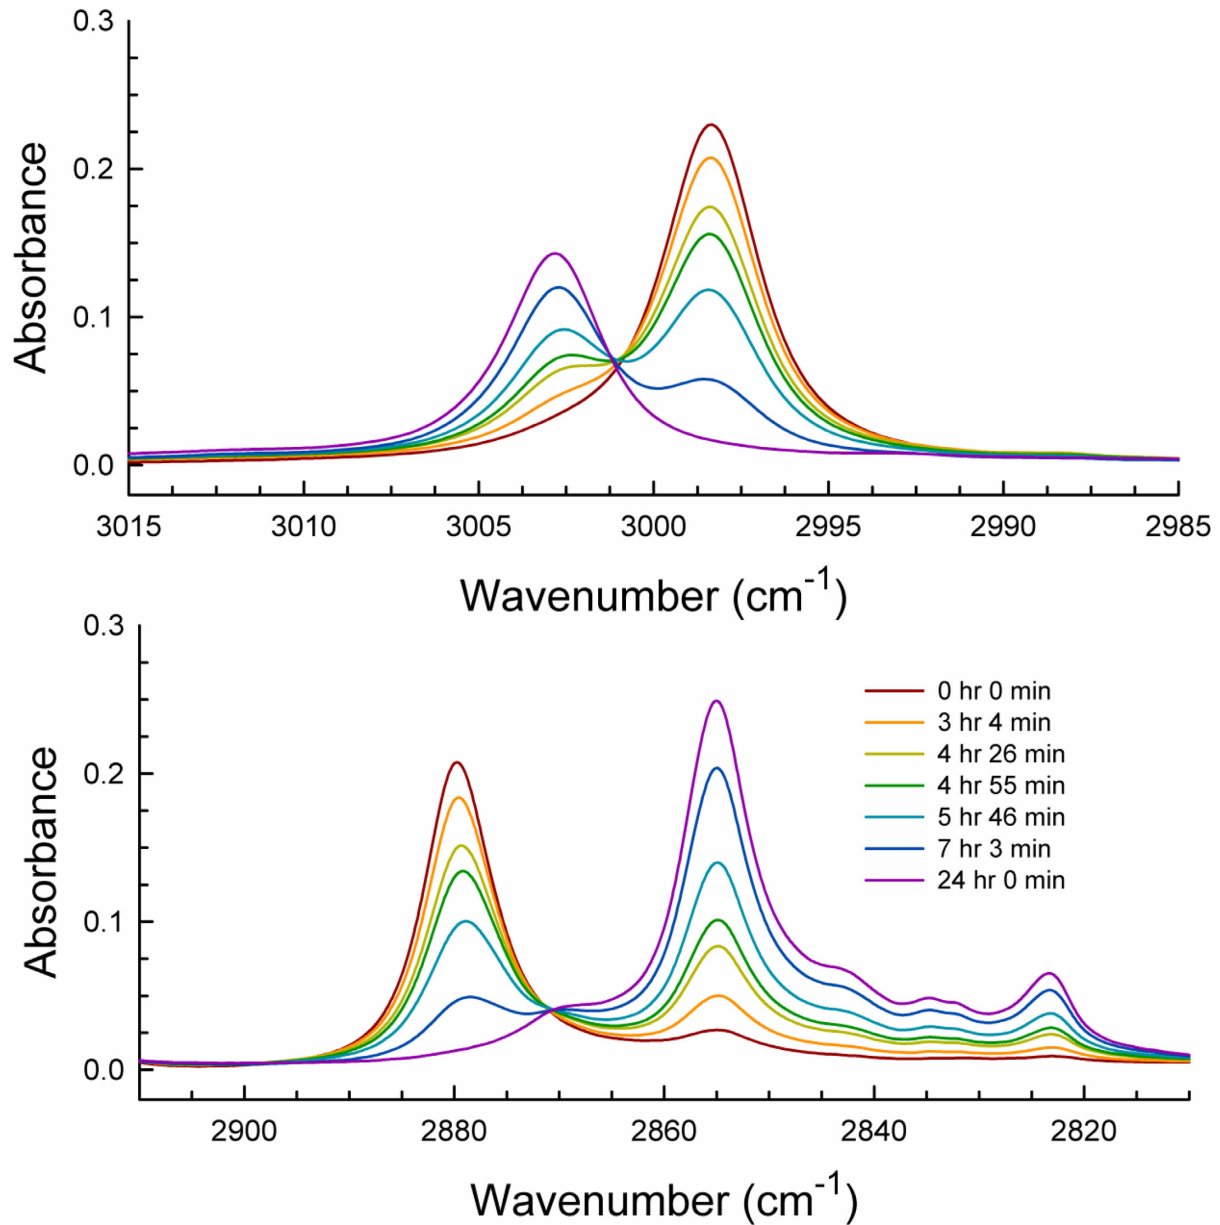 0.3
0.2
0.1
0.0
Absorbance
3015 3010 3005 3000 2995 2990 2985
Wavenumber (cm⁻¹)
0.3
0.2
0.1
0.0
Absorbance
0 hr 0 min
3 hr 4 min
4 hr 26 min
4 hr 55 min
5 hr 46 min
7 hr 3 min
24 hr 0 min
2900 2880 2860 2840 2820
Wavenumber (cm⁻¹)